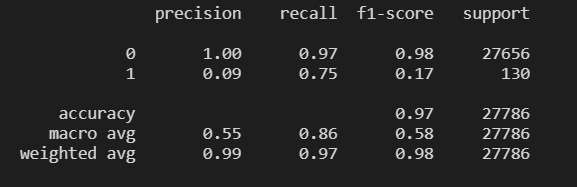 precision recall f1-score support
0 1.00 0.97 0.98 27656
1 0.09 0.75 0.17 130
accuracy 0.97 27786
macro avg 0.55 0.86 0.58 27786
weighted avg 0.99 0.97 0.98 27786